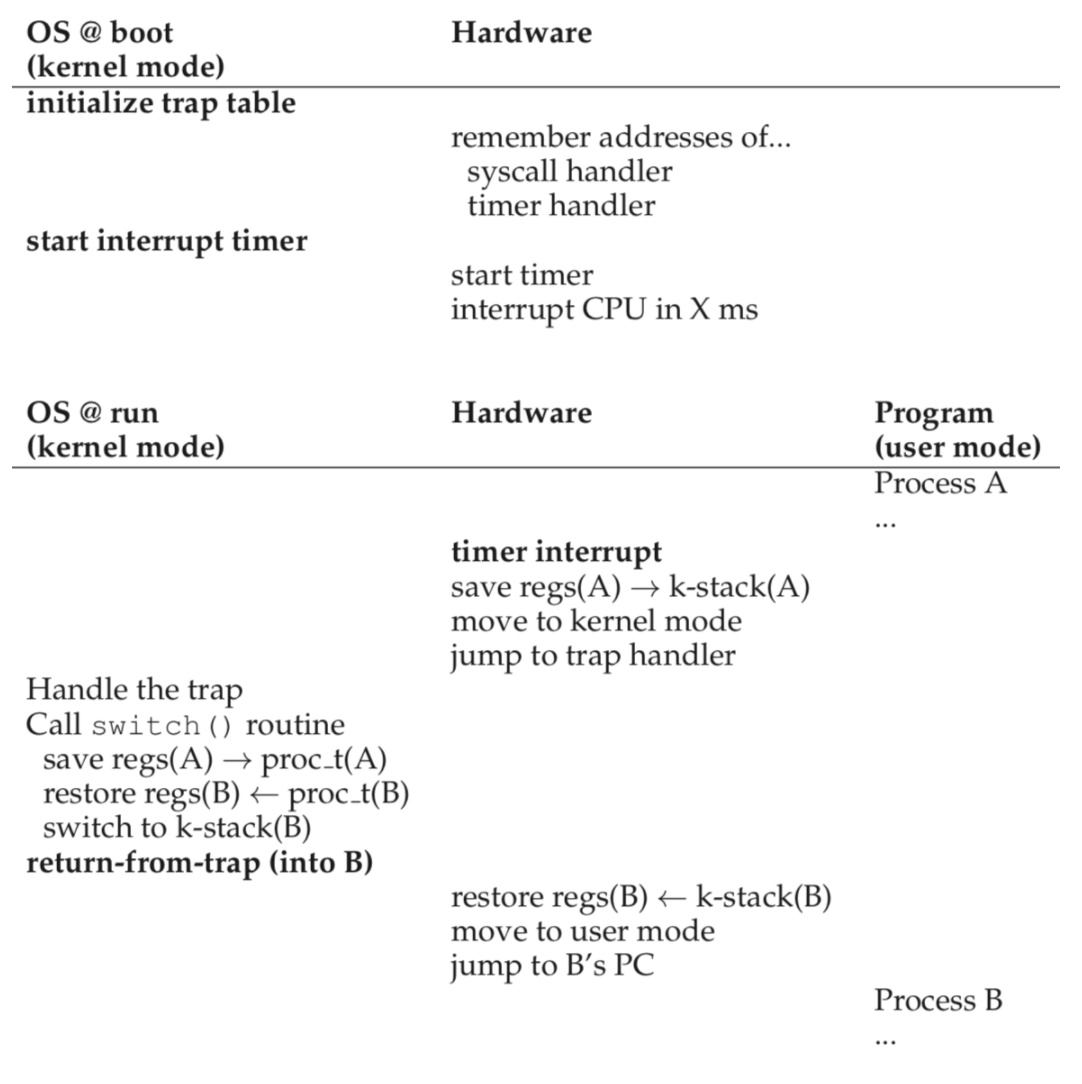 OS @ boot Hardware
(kernel mode)
initialize trap table
remember addresses of...
syscall handler
timer handler
start interrupt timer
start timer
interrupt CPU in X ms
OS @ run Hardware Program
(kernel mode) (user mode)
Process A
...
timer interrupt
save regs(A) → k-stack(A)
move to kernel mode
jump to trap handler
Handle the trap
Call switch() routine
save regs(A) → proc_t(A)
restore regs(B) ← proc_t(B)
switch to k-stack(B)
return-from-trap (into B)
restore regs(B) ← k-stack(B)
move to user mode
jump to B's PC
Process B
...